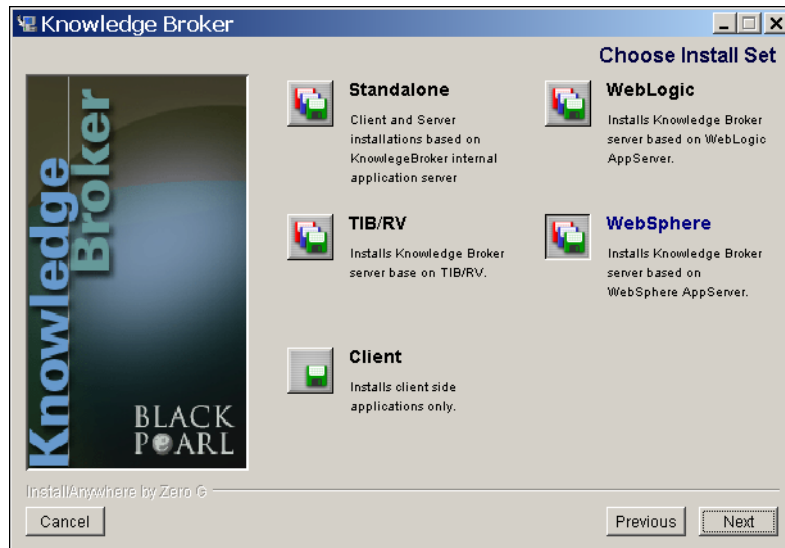 Knowledge Broker
Choose Install Set
Knowledge
Broker
BLACK
PeARL
Standalone
Client and Server
installations based on
KnowlegeBroker internal
application server
WebLogic
Installs Knowledge Broker
server based on WebLogic
AppServer.
TIB/RV
Installs Knowledge Broker
server base on TIB/RV.
WebSphere
Installs Knowledge Broker
server based on
WebSphere AppServer.
Client
Installs client side
applications only.
InstallAnywhere by Zero G
Cancel
Previous
Next